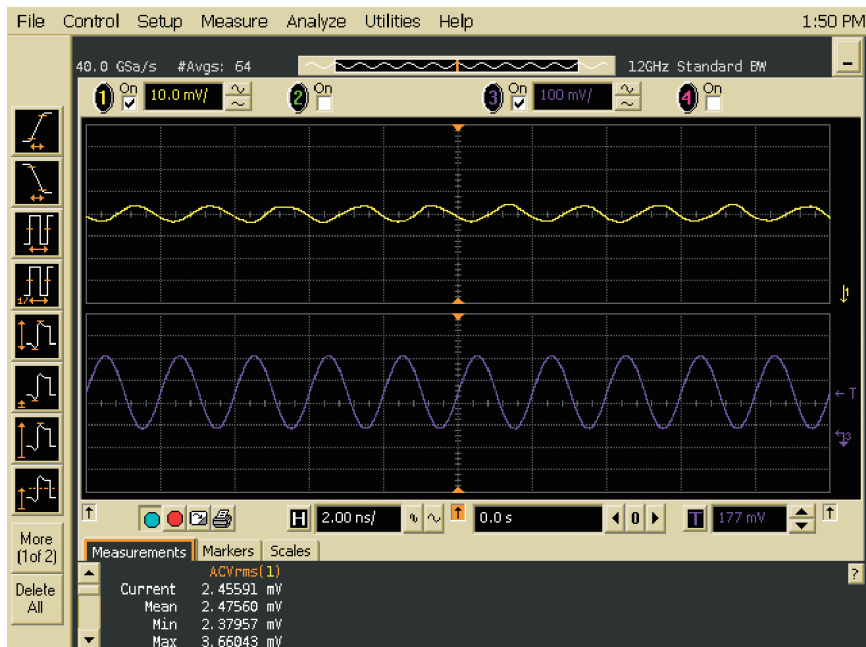 File Control Setup Measure Analyze Utilities Help 1:50 PM
40.0 GSa/s #Avgs: 64 12GHz Standard BW
1 On 10.0 mV/ 2 On 3 On 100 mV/ 4 On
1
T
3
H 2.00 ns/ 0.0 s 0 T 177 mV
More
(1of 2)
Delete
All
Measurements Markers Scales
ACVrms(1) ?
Current 2.45591 mV
Mean 2.47560 mV
Min 2.37957 mV
Max 3.66043 mV